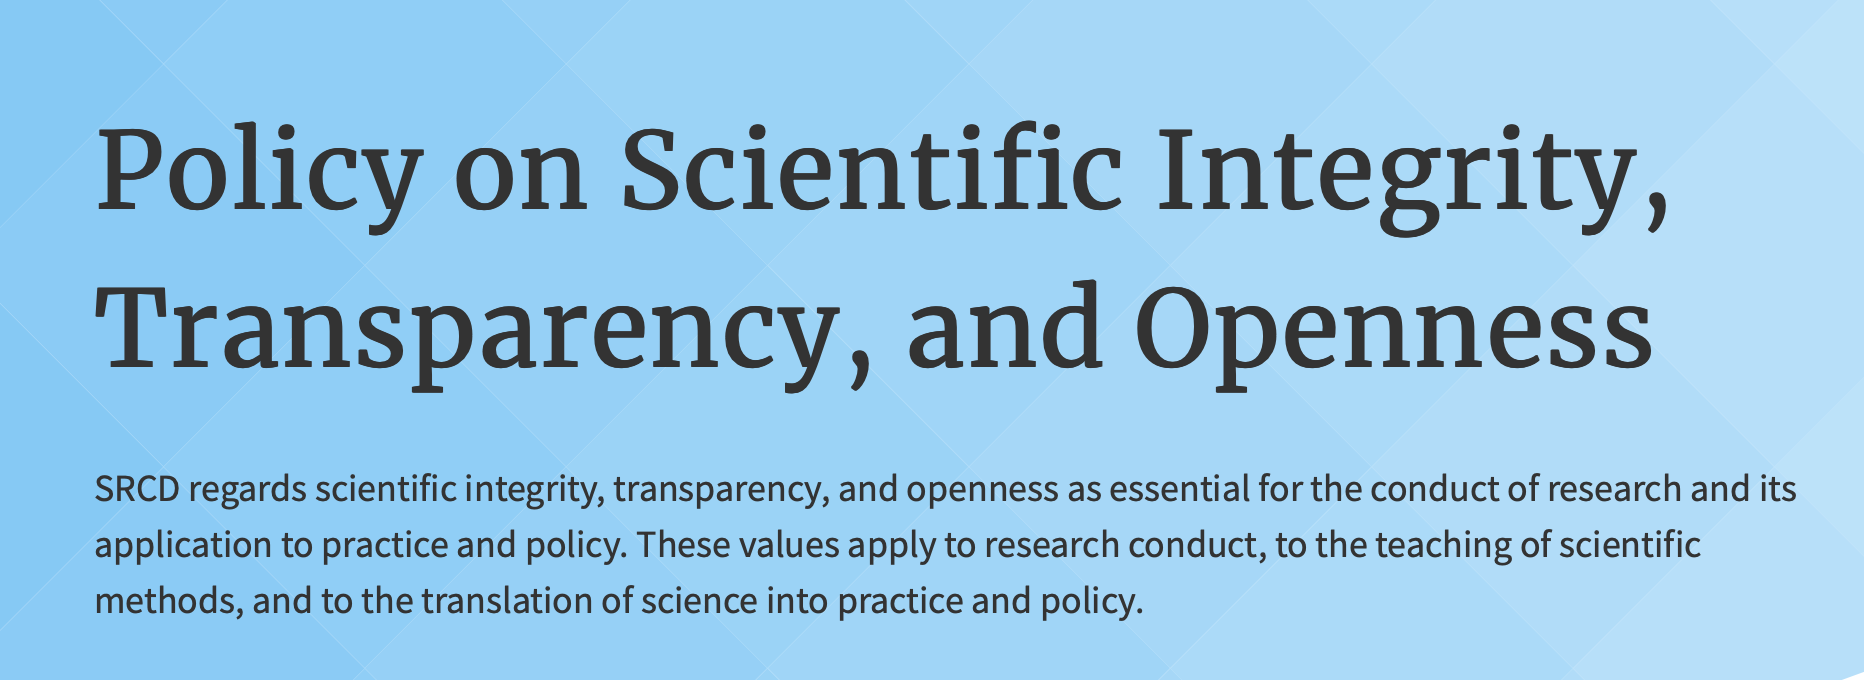 Policy on Scientific Integrity,
Transparency, and Openness
SRCD regards scientific integrity, transparency, and openness as essential for the conduct of research and its
application to practice and policy. These values apply to research conduct, to the teaching of scientific
methods, and to the translation of science into practice and policy.